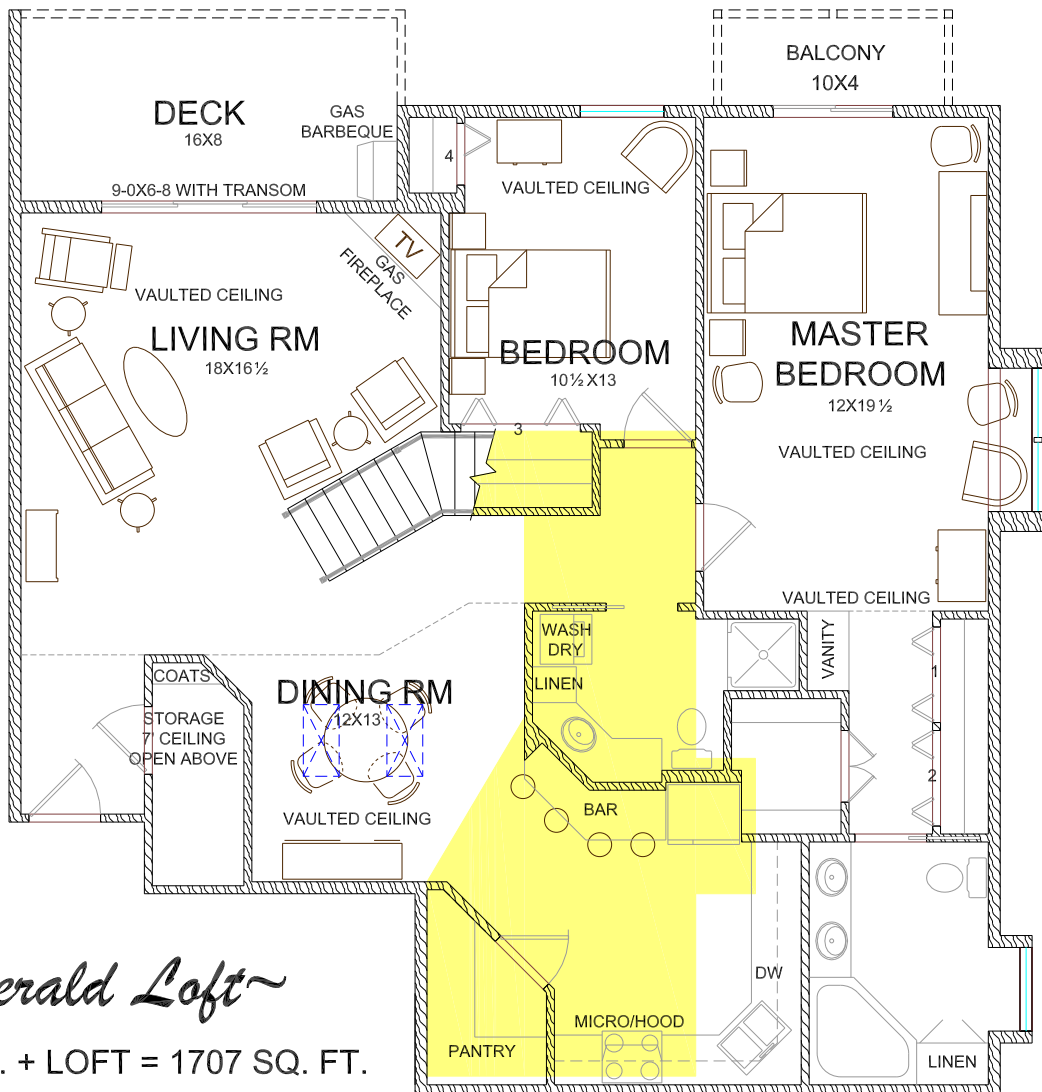 BALCONY
10X4
DECK
16X8
GAS
BARBEQUE
9-0X6-8 WITH TRANSOM
4
VAULTED CEILING
TV
GAS
FIREPLACE
VAULTED CEILING
LIVING RM
18X16½
BEDROOM
10½X13
3
MASTER
BEDROOM
12X19½
VAULTED CEILING
VAULTED CEILING
WASH
DRY
LINEN
VANITY
1
2
COATS
STORAGE
7' CEILING
OPEN ABOVE
DINING RM
12X13
VAULTED CEILING
BAR
DW
MICRO/HOOD
PANTRY
LINEN
erald Loft~
. + LOFT = 1707 SQ. FT.